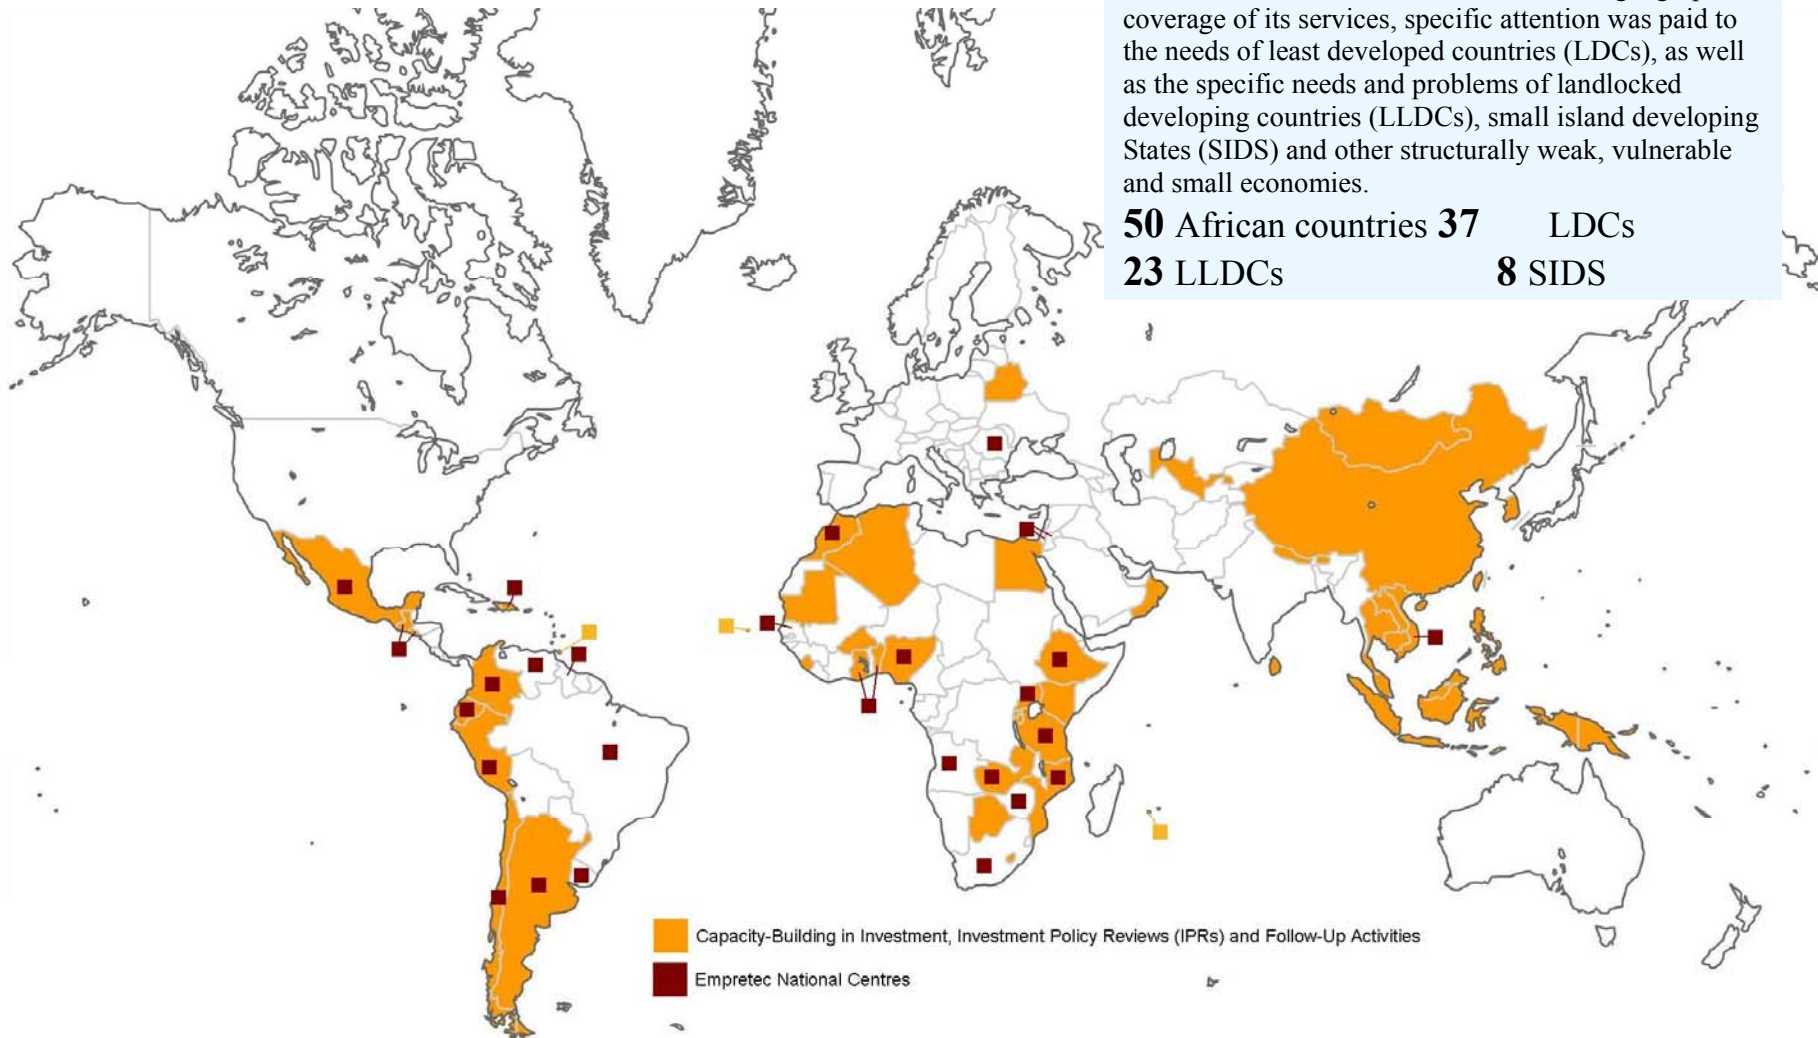 coverage of its services, specific attention was paid to
the needs of least developed countries (LDCs), as well
as the specific needs and problems of landlocked
developing countries (LLDCs), small island developing
States (SIDS) and other structurally weak, vulnerable
and small economies.
50 African countries 37 LDCs
23 LLDCs 8 SIDS
Capacity-Building in Investment, Investment Policy Reviews (IPRs) and Follow-Up Activities
Empretec National Centres